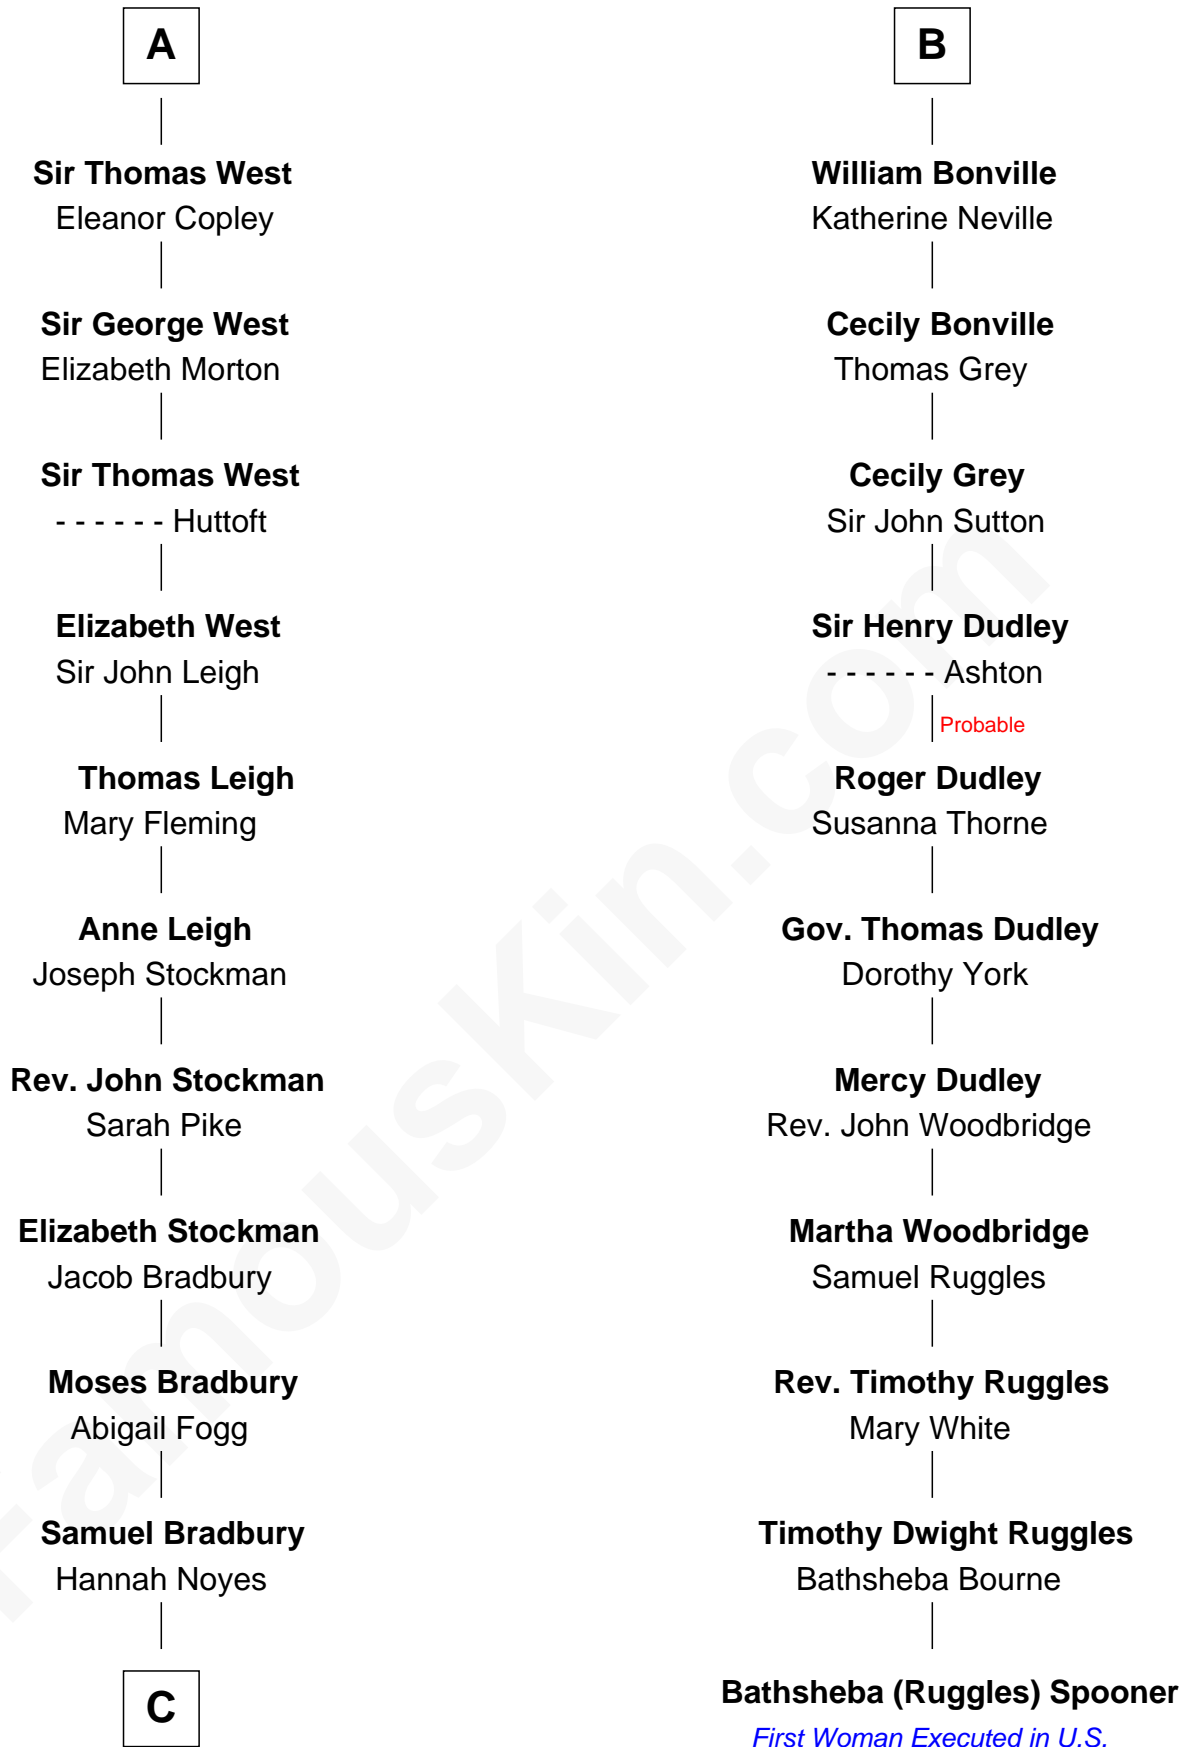 A
Sir Thomas West
Eleanor Copley
Sir George West
Elizabeth Morton
Sir Thomas West
- - - - - - Huttoft
Elizabeth West
Sir John Leigh
Thomas Leigh
Mary Fleming
Anne Leigh
Joseph Stockman
Rev. John Stockman
Sarah Pike
Elizabeth Stockman
Jacob Bradbury
Moses Bradbury
Abigail Fogg
Samuel Bradbury
Hannah Noyes
C
B
William Bonville
Katherine Neville
Cecily Bonville
Thomas Grey
Cecily Grey
Sir John Sutton
Sir Henry Dudley
- - - - - - Ashton
Probable
Roger Dudley
Susanna Thorne
Gov. Thomas Dudley
Dorothy York
Mercy Dudley
Rev. John Woodbridge
Martha Woodbridge
Samuel Ruggles
Rev. Timothy Ruggles
Mary White
Timothy Dwight Ruggles
Bathsheba Bourne
Bathsheba (Ruggles) Spooner
First Woman Executed in U.S.
FamousKin.com